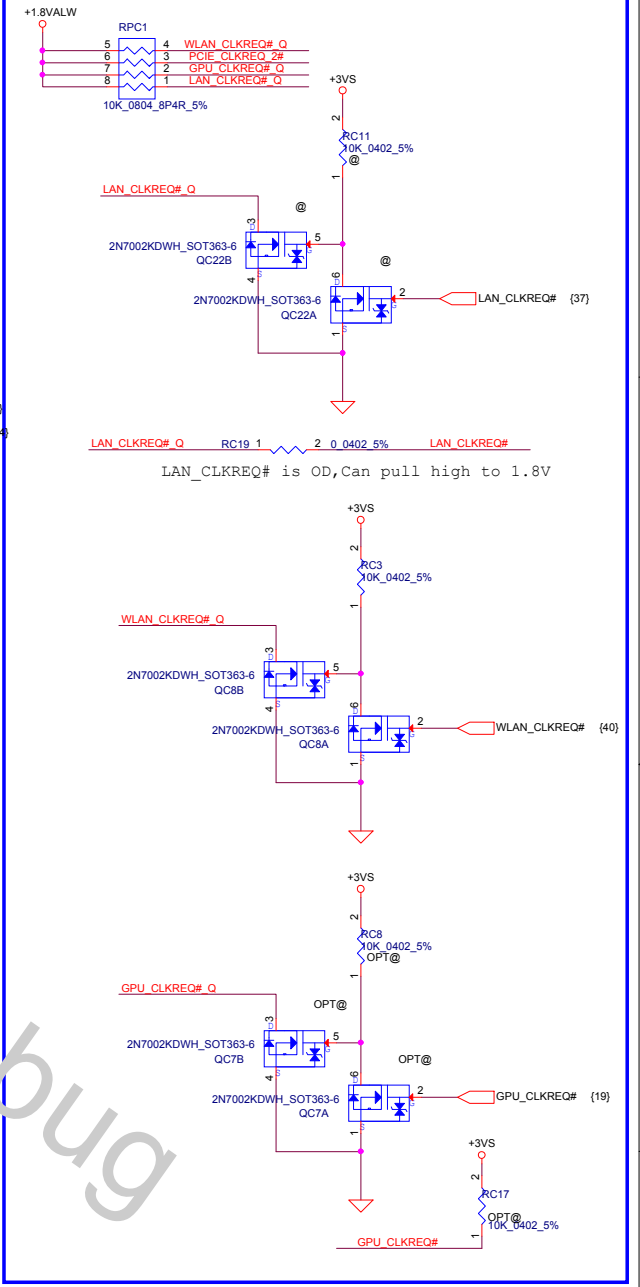 +1.8VALW
RPC1
5 4 WLAN_CLKREQ#_Q
6 3 PCIE_CLKREQ_2#
7 2 GPU_CLKREQ#_Q
8 1 LAN_CLKREQ#_Q
10K_0804_8P4R_5%
+3VS
2
RC11
10K_0402_5%
@
1
LAN_CLKREQ#_Q
@
3
D
5
G
2N7002KDWH_SOT363-6
QC22B
S
4
@
6
D
2
G
2N7002KDWH_SOT363-6
QC22A
LAN_CLKREQ# {37}
S
1
LAN_CLKREQ#_Q RC19 1 2 0_0402_5% LAN_CLKREQ#
LAN_CLKREQ# is OD,Can pull high to 1.8V
+3VS
2
RC3
10K_0402_5%
1
WLAN_CLKREQ#_Q
3
D
5
G
2N7002KDWH_SOT363-6
QC8B
S
4
6
D
2
G
2N7002KDWH_SOT363-6
QC8A
WLAN_CLKREQ# {40}
S
1
+3VS
2
RC8
10K_0402_5%
OPT@
1
GPU_CLKREQ#_Q
OPT@
3
D
5
G
2N7002KDWH_SOT363-6
QC7B
S
4
OPT@
6
D
2
G
2N7002KDWH_SOT363-6
QC7A
GPU_CLKREQ# {19}
S
1
+3VS
2
RC17
OPT@
10K_0402_5%
1
GPU_CLKREQ#
bug